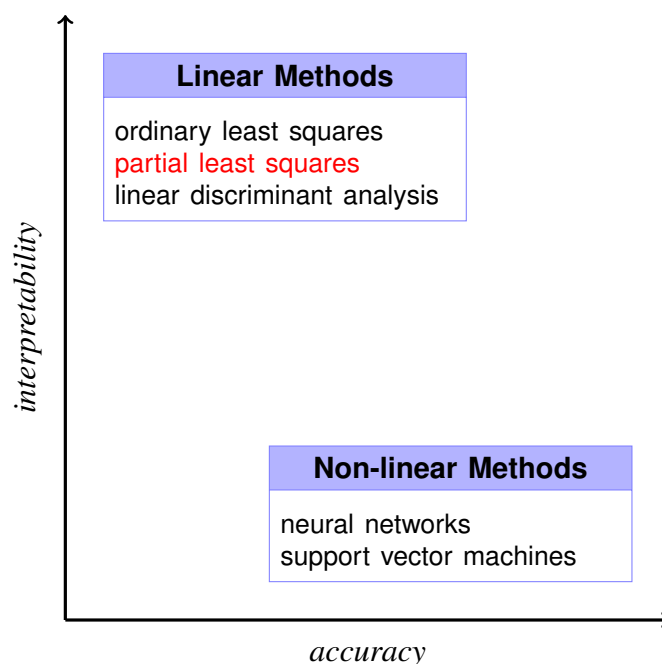 Linear Methods
ordinary least squares
partial least squares
linear discriminant analysis
interpretability
Non-linear Methods
neural networks
support vector machines
accuracy